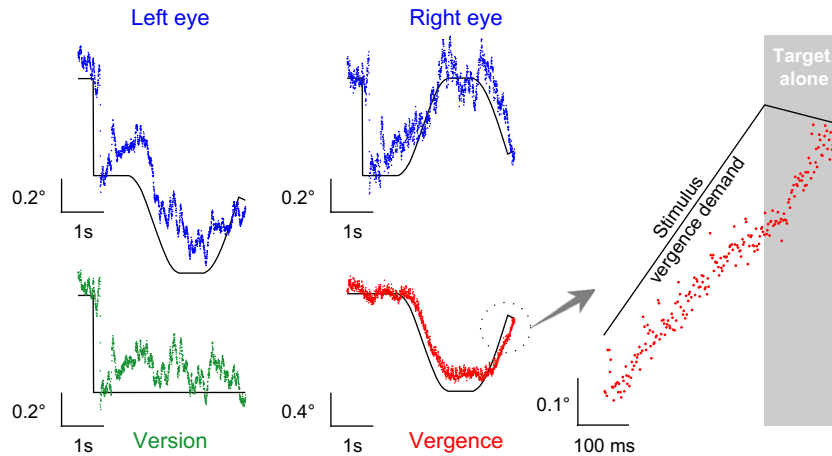 Left eye
Right eye
Target
alone
0.2°
1s
0.2°
1s
Stimulus
vergence demand
0.2°
1s
Version
0.4°
1s
Vergence
0.1°
100 ms